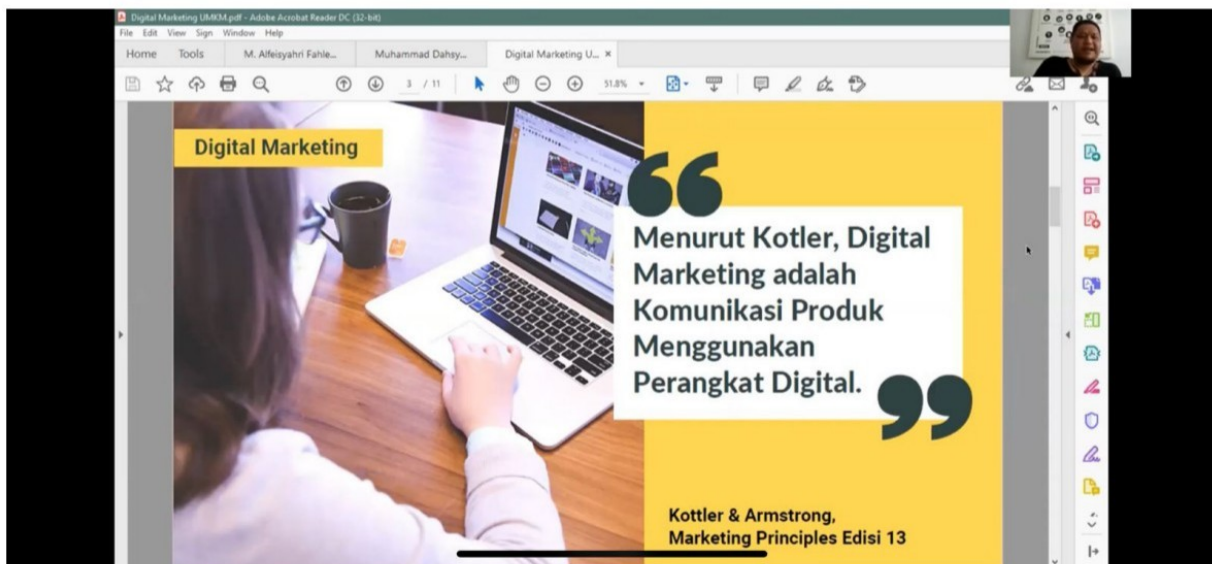 Digital Marketing UMKM.pdf - Adobe Acrobat Reader DC (32-bit)
File Edit View Sign Window Help
Home Tools M. Alfeisyahri Fahle... Muhammad Dahsy... Digital Marketing U... ×
3 / 11 51.8%
Digital Marketing
“
Menurut Kotler, Digital
Marketing adalah
Komunikasi Produk
Menggunakan
Perangkat Digital.
”
Kottler & Armstrong,
Marketing Principles Edisi 13